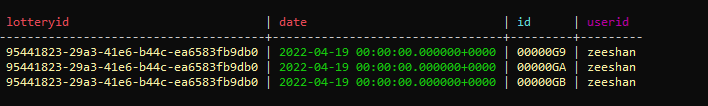 lotteryid | date | id | userid
--------------------------------------+---------------------------------+---------+---------
95441823-29a3-41e6-b44c-ea6583fb9db0 | 2022-04-19 00:00:00.000000+0000 | 00000G9 | zeeshan
95441823-29a3-41e6-b44c-ea6583fb9db0 | 2022-04-19 00:00:00.000000+0000 | 00000GA | zeeshan
95441823-29a3-41e6-b44c-ea6583fb9db0 | 2022-04-19 00:00:00.000000+0000 | 00000GB | zeeshan